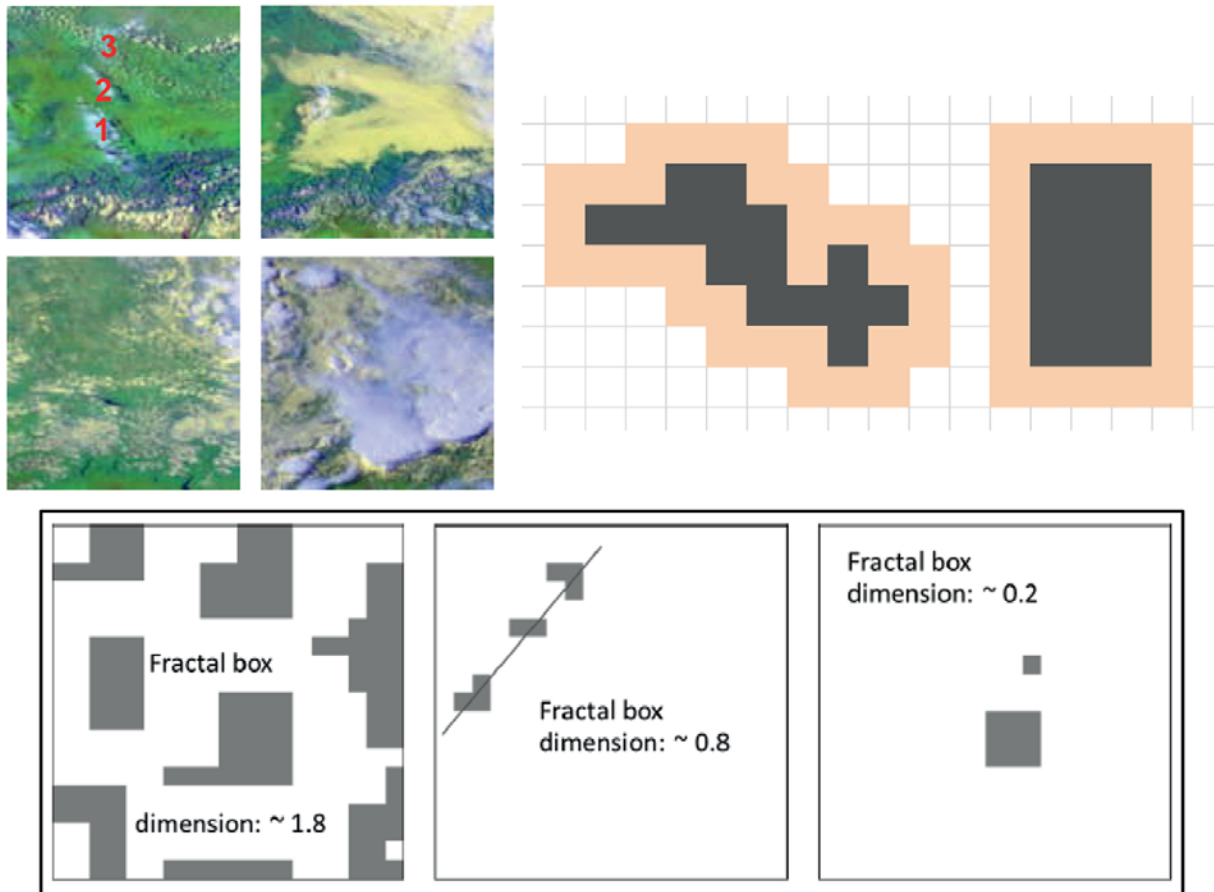 3
2
1
Fractal box
dimension: ~ 1.8
Fractal box
dimension: ~ 0.8
Fractal box
dimension: ~ 0.2